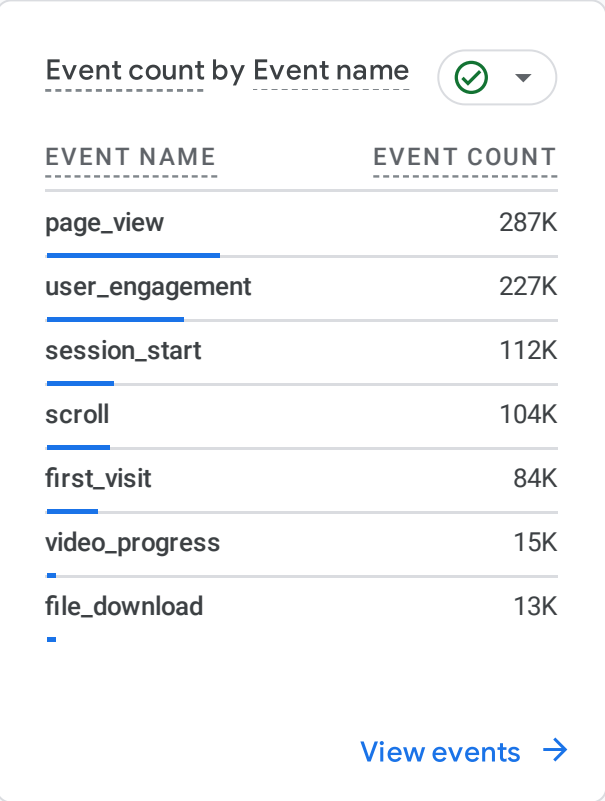 Event count by Event name
EVENT NAME EVENT COUNT
page_view 287K
user_engagement 227K
session_start 112K
scroll 104K
first_visit 84K
video_progress 15K
file_download 13K
View events